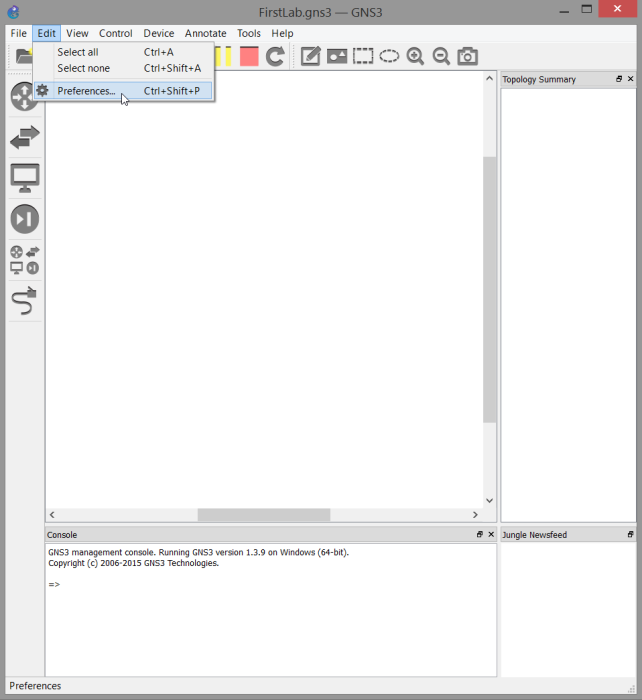 FirstLab.gns3 — GNS3
File Edit View Control Device Annotate Tools Help
Select all Ctrl+A
Select none Ctrl+Shift+A
Preferences... Ctrl+Shift+P
Topology Summary
Console
GNS3 management console. Running GNS3 version 1.3.9 on Windows (64-bit).
Copyright (c) 2006-2015 GNS3 Technologies.
=>
Jungle Newsfeed
Preferences